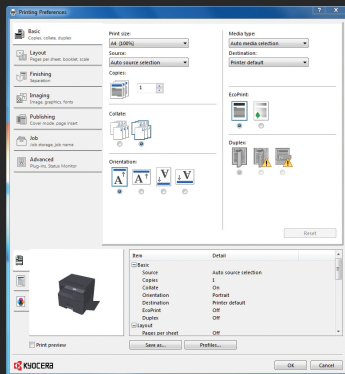 Printing Preferences
Basic
Copies, collate, duplex
Layout
Pages per sheet, booklet, scale
Finishing
Separation
Imaging
Image, graphics, fonts
Publishing
Cover mode, page insert
Job
Job storage, job name
Advanced
Plug-ins, Status Monitor
Print size:
A4 (100%)
Source:
Auto source selection
Copies:
1
Collate:
Orientation:
Media type:
Auto media selection
Destination:
Printer default
EcoPrint:
Duplex:
Reset
Item Detail
Basic
Source Auto source selection
Copies 1
Collate On
Orientation Portrait
Destination Printer default
EcoPrint Off
Duplex Off
Layout
Pages per sheet Off
Print preview
Save as...
Profiles...
KYOCERA
OK
Cancel